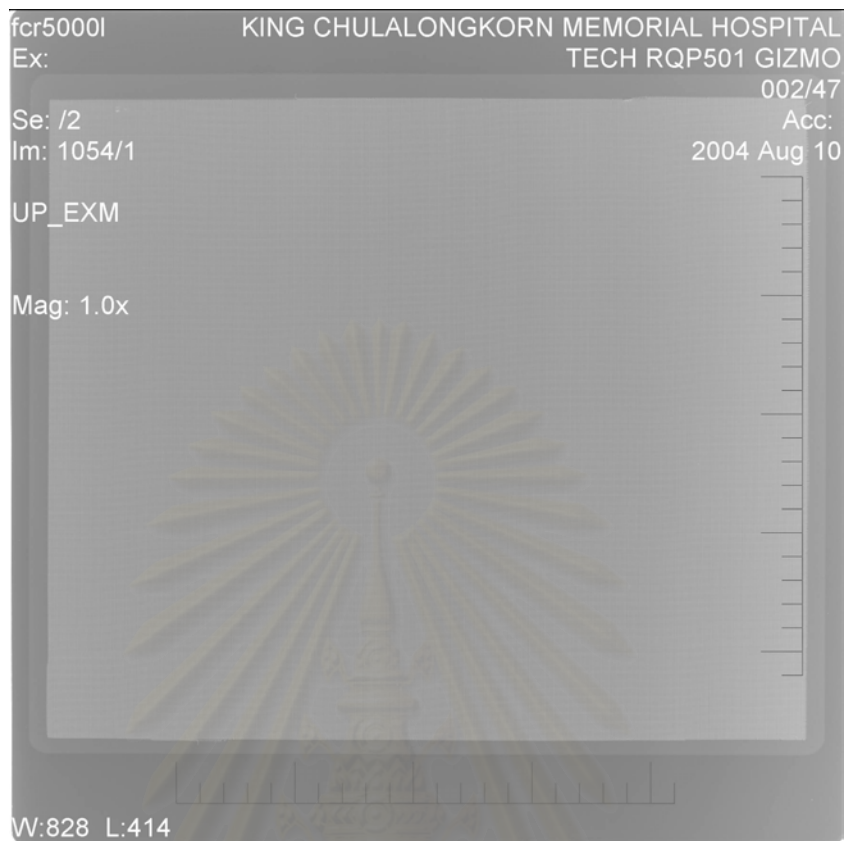 fcr5000l KING CHULALONGKORN MEMORIAL HOSPITAL
Ex: TECH RQP501 GIZMO
002/47
Se: /2 Acc:
Im: 1054/1 2004 Aug 10
UP_EXM
Mag: 1.0x
W:828 L:414